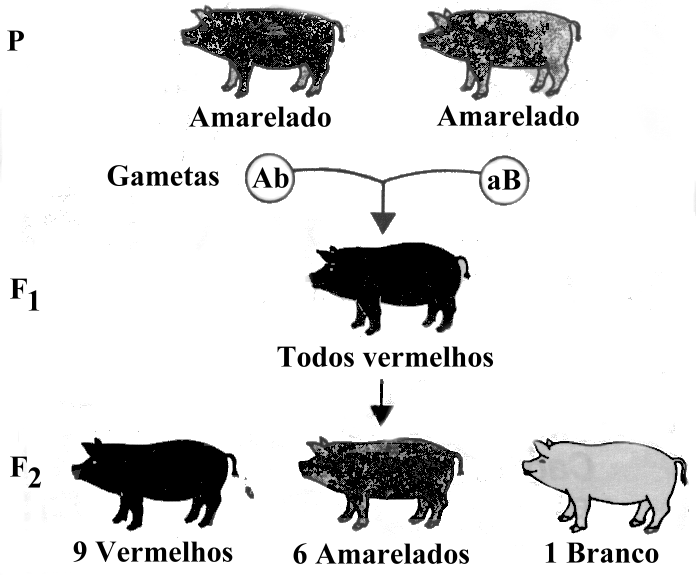 P
Amarelado Amarelado
Gametas Ab aB
F1
Todos vermelhos
F2
9 Vermelhos 6 Amarelados 1 Branco